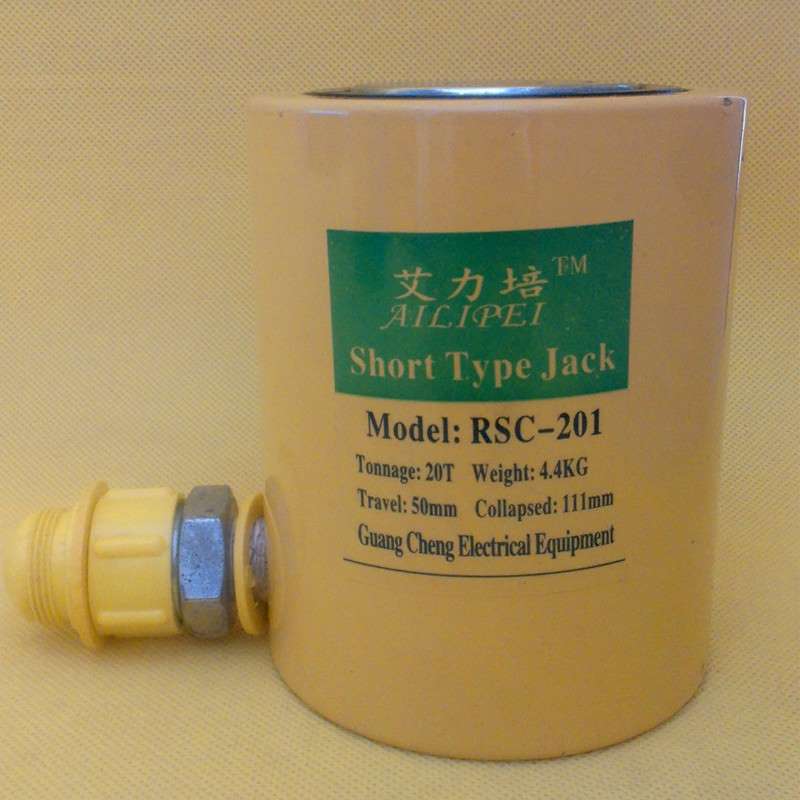 艾力培TM
AILIPEI
Short Type Jack
Model: RSC-201
Tonnage: 20T Weight: 4.4KG
Travel: 50mm Collapsed: 111mm
Guang Cheng Electrical Equipment